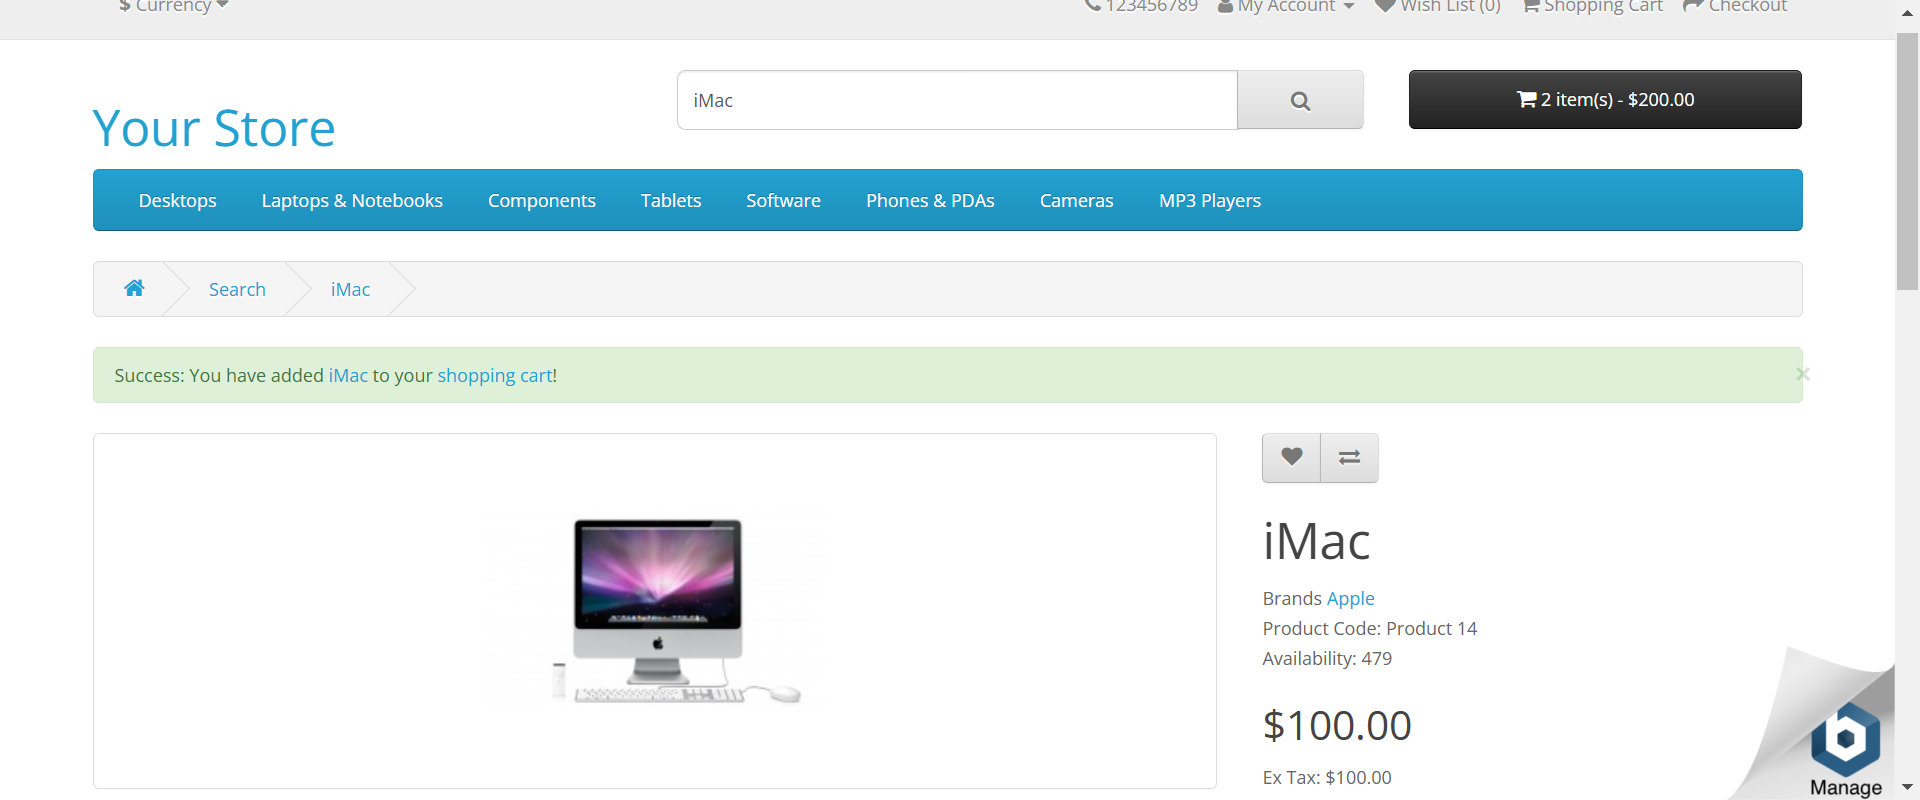 $ Currency
123456789 My Account Wish List (0) Shopping Cart Checkout
Your Store
iMac
2 item(s) - $200.00
Desktops Laptops & Notebooks Components Tablets Software Phones & PDAs Cameras MP3 Players
Search iMac
Success: You have added iMac to your shopping cart!
×
iMac
Brands Apple
Product Code: Product 14
Availability: 479
$100.00
Ex Tax: $100.00
b
Manage